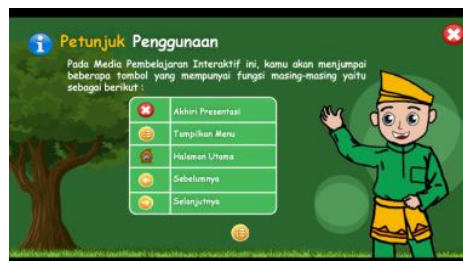 Petunjuk Penggunaan
Pada Media Pembelajaran Interaktif ini, kamu akan menjumpai
beberapa tombol yang mempunyai fungsi masing-masing yaitu
sebagai berikut :
Akhiri Presentasi
Tampilkan Menu
Halaman Utama
Sebelumnya
Selanjutnya